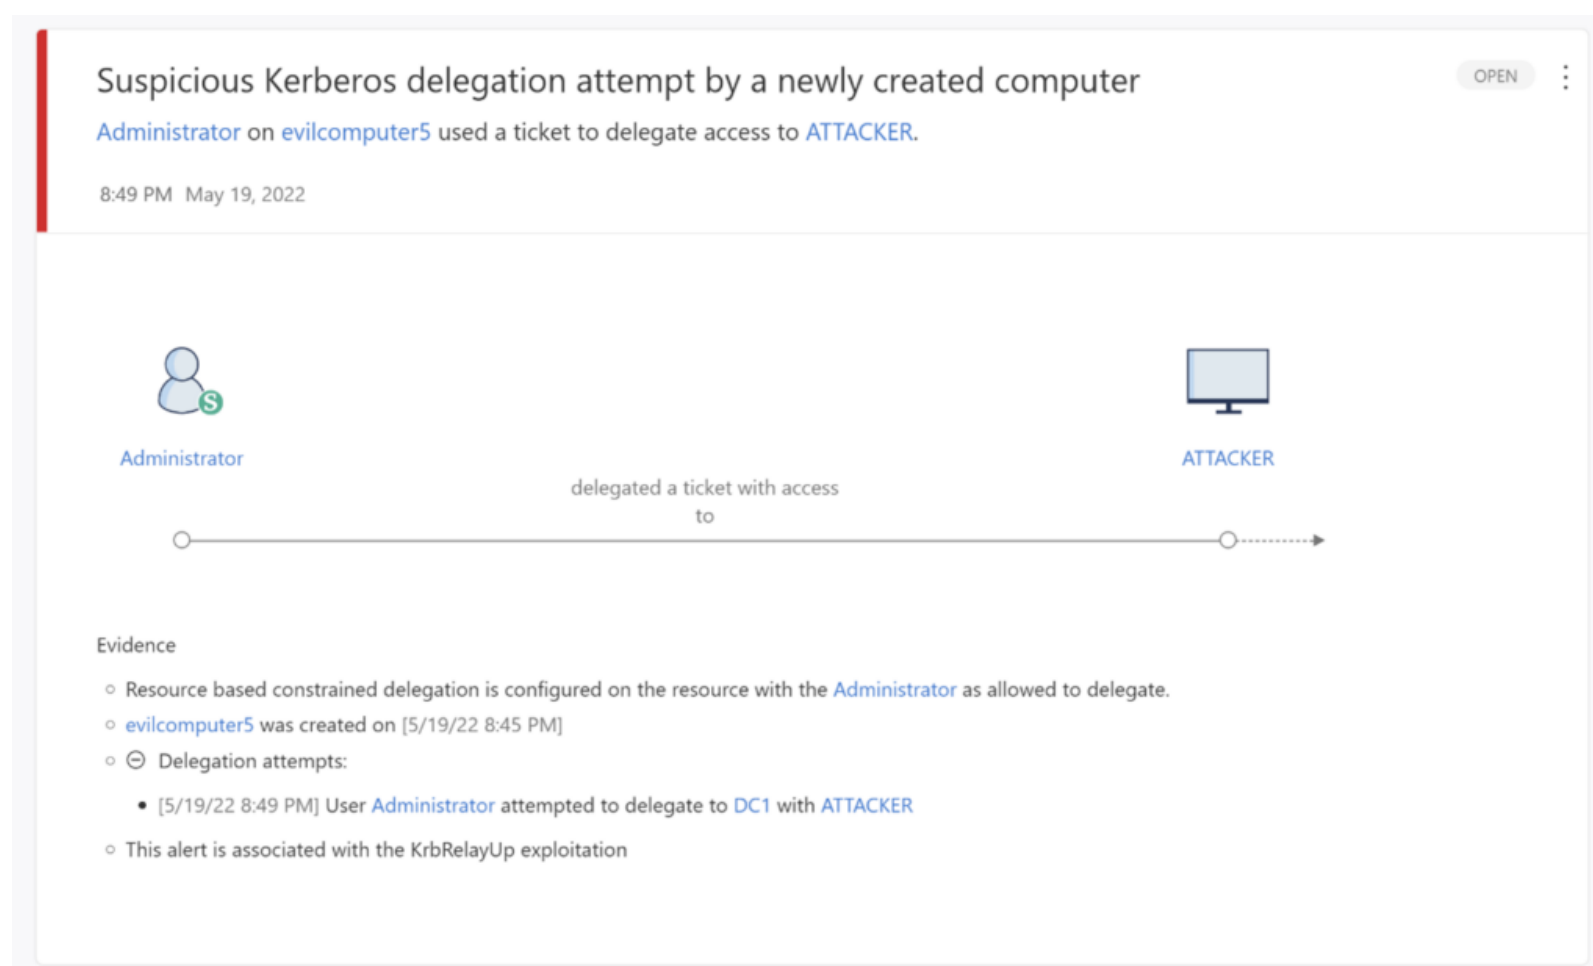 Suspicious Kerberos delegation attempt by a newly created computer
OPEN
Administrator on evilcomputer5 used a ticket to delegate access to ATTACKER.
8:49 PM May 19, 2022
Administrator
ATTACKER
delegated a ticket with access
to
Evidence
Resource based constrained delegation is configured on the resource with the Administrator as allowed to delegate.
evilcomputer5 was created on [5/19/22 8:45 PM]
Delegation attempts:
[5/19/22 8:49 PM] User Administrator attempted to delegate to DC1 with ATTACKER
This alert is associated with the KrbRelayUp exploitation